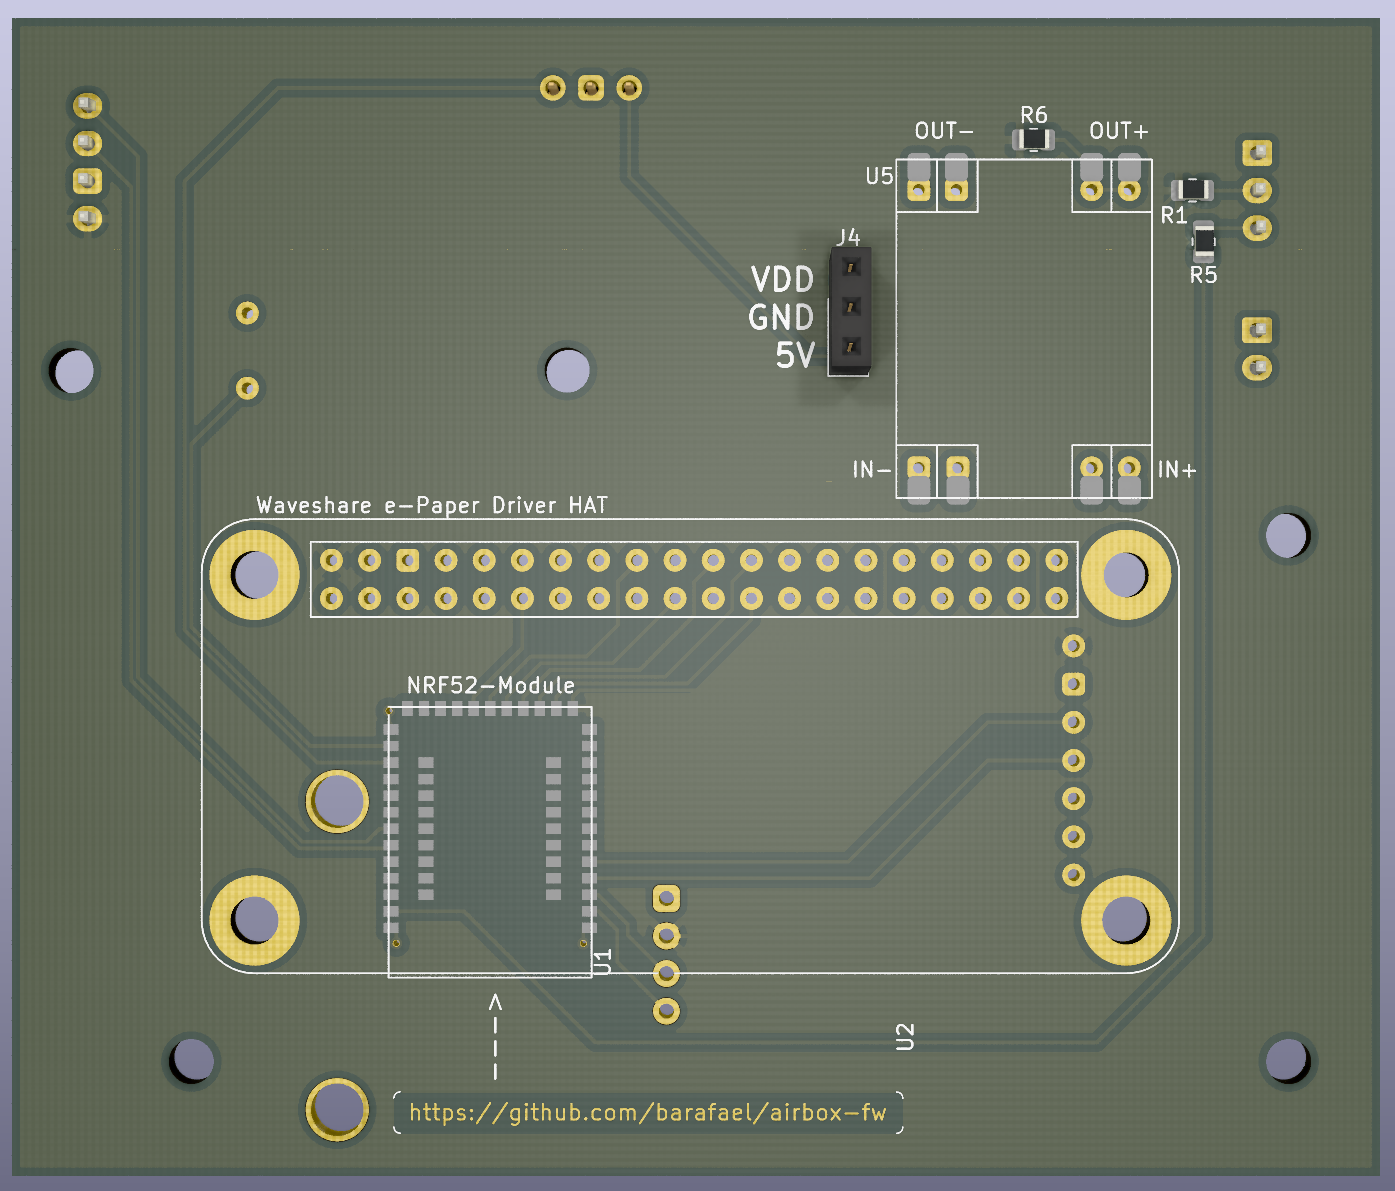 R6
OUT-
OUT+
U5
R1
J4
VDD
GND
5V
R5
IN-
IN+
Waveshare e-Paper Driver HAT
NRF52-Module
U1
U2
https://github.com/barafael/airbox-fw